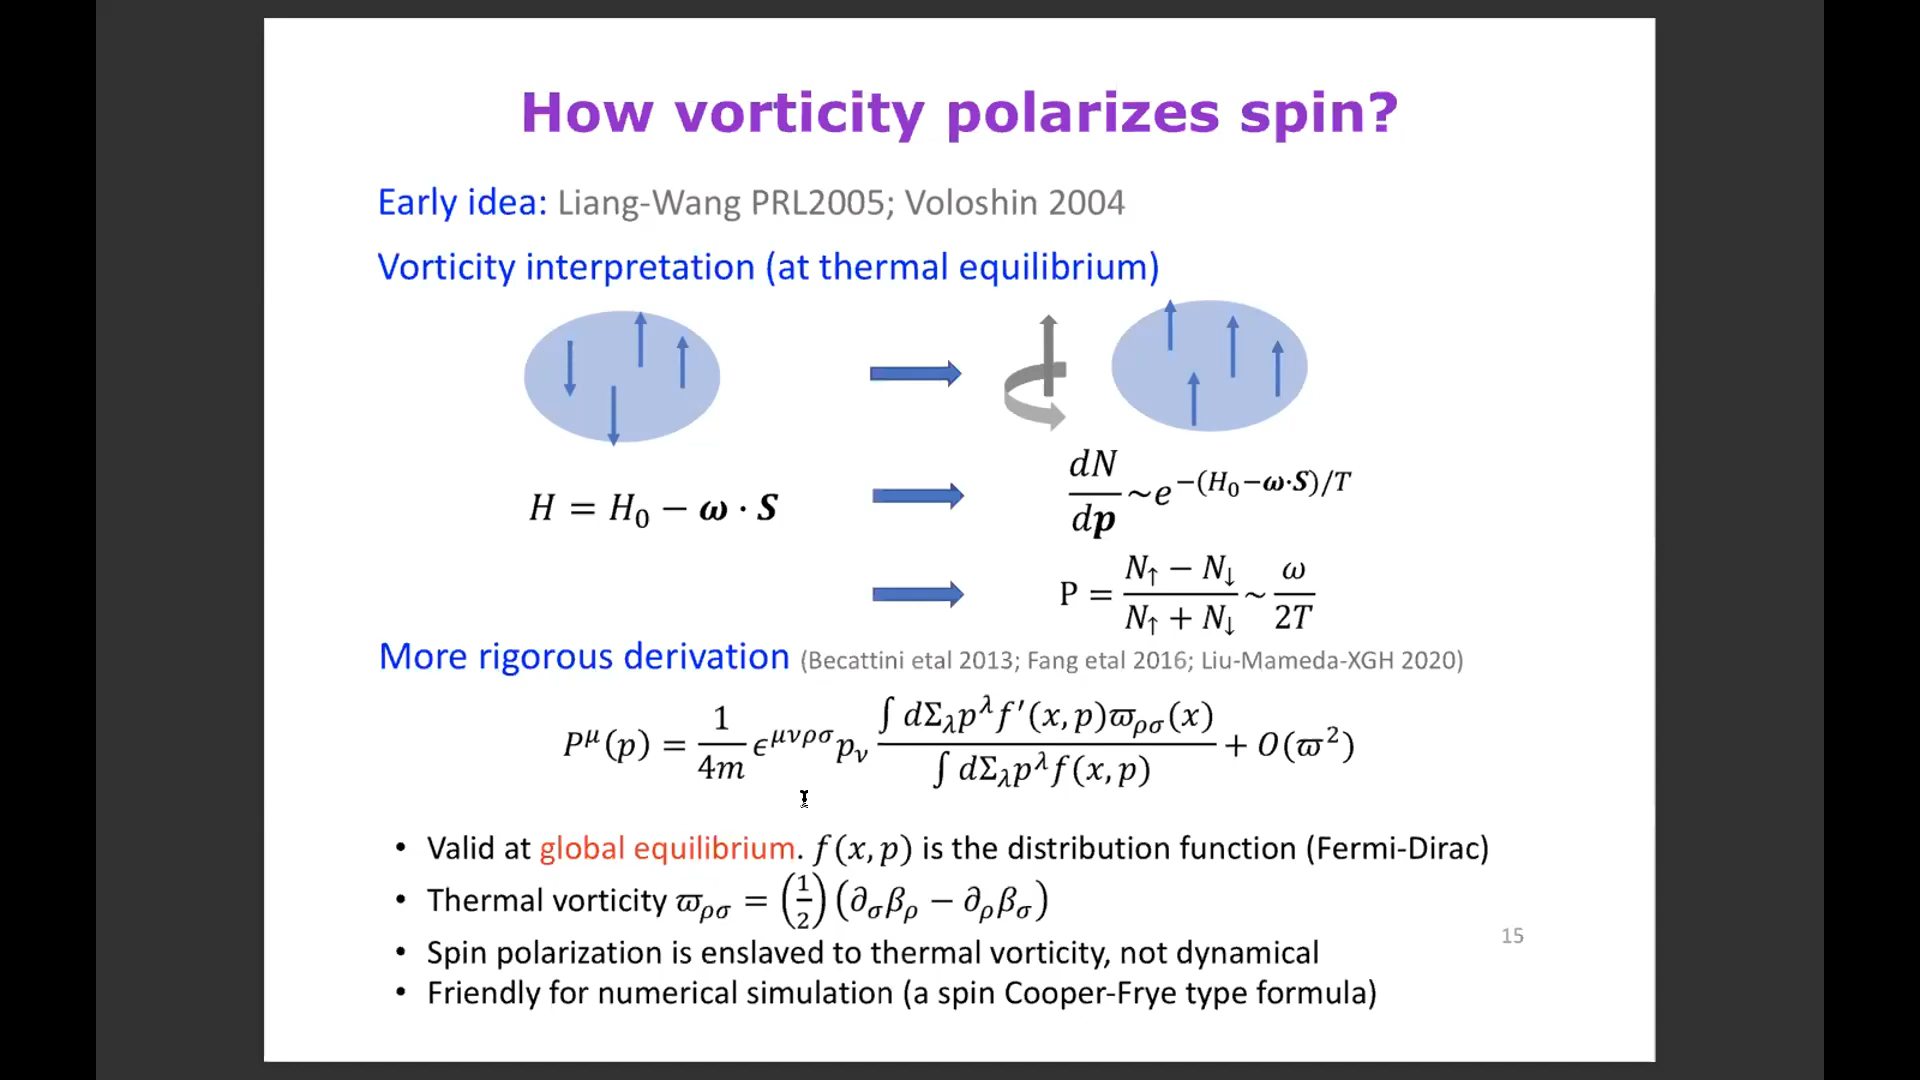 How vorticity polarizes spin?
Early idea: Liang-Wang PRL2005; Voloshin 2004
Vorticity interpretation (at thermal equilibrium)
H = H₀ − ω · S
dN/dp ~ e^{−(H₀−ω·S)/T}
P = (N↑ − N↓)/(N↑ + N↓) ~ ω/2T
More rigorous derivation (Becattini etal 2013; Fang etal 2016; Liu-Mameda-XGH 2020)
P^μ(p) = 1/4m ϵ^{μνρσ} p_ν ∫ dΣ_λ p^λ f′(x, p)ϖ_{ρσ}(x) / ∫ dΣ_λ p^λ f(x, p) + O(ϖ²)
• Valid at global equilibrium. f(x, p) is the distribution function (Fermi-Dirac)
• Thermal vorticity ϖ_{ρσ} = (1/2)(∂_σ β_ρ − ∂_ρ β_σ)
15
• Spin polarization is enslaved to thermal vorticity, not dynamical
• Friendly for numerical simulation (a spin Cooper-Frye type formula)